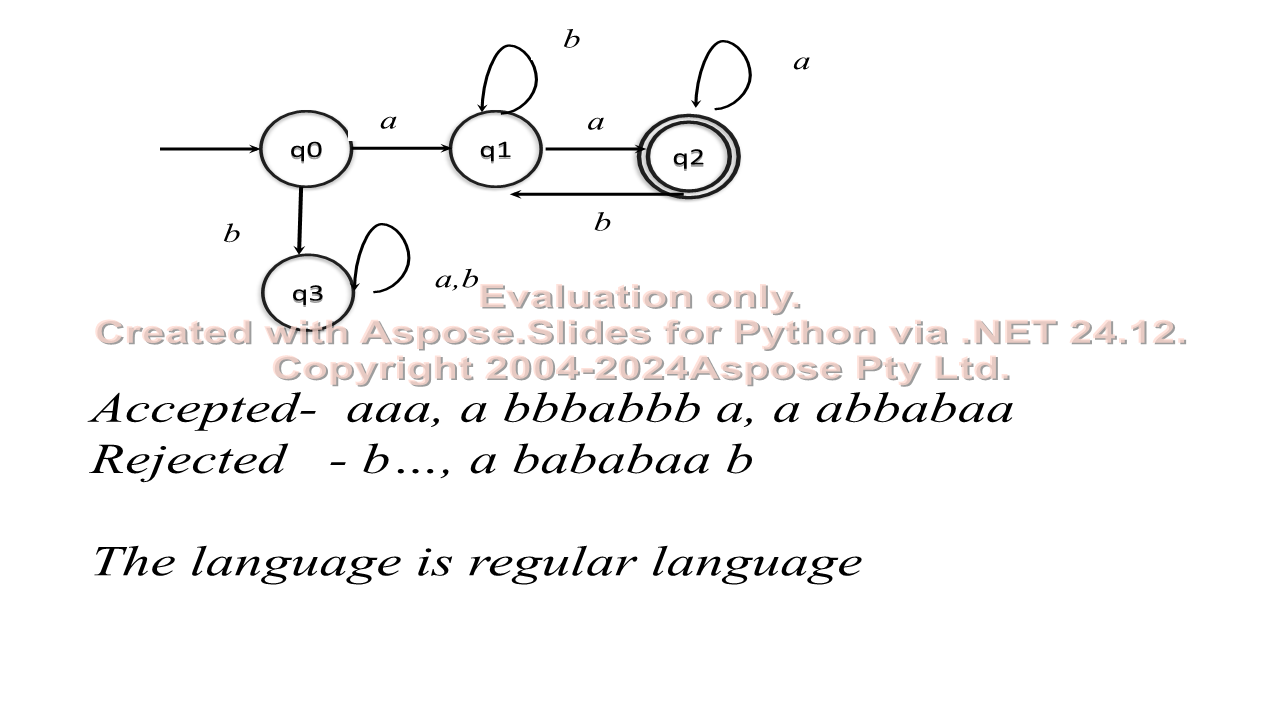 b
a
a
a
q0
q1
q2
b
b
q3
a,b
Evaluation only.
Created with Aspose.Slides for Python via .NET 24.12.
Copyright 2004-2024Aspose Pty Ltd.
Accepted- aaa, a bbbabbb a, a abbabaa
Rejected - b…, a bababaa b
The language is regular language